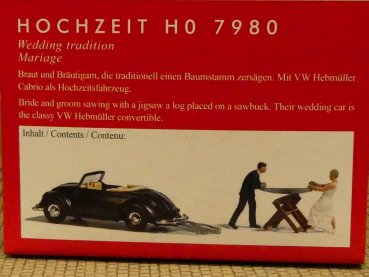 HOCHZEIT H0 7980
Wedding tradition
Mariage
Braut und Bräutigam, die traditionell einen Baumstamm zersägen. Mit VW Hebmüller
Cabrio als Hochzeitsfahrzeug.
Bride and groom sawing with a jigsaw a log placed on a sawbuck. Their wedding car is
the classy VW Hebmüller convertible.
Inhalt / Contents / Contenu: